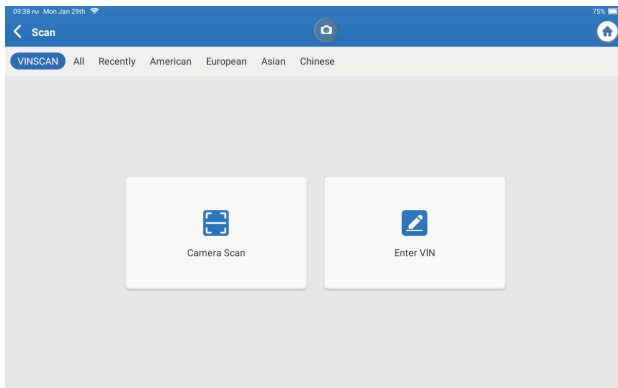 09:38 PM Mon Jan 29th 75%
Scan
VINSCAN All Recently American European Asian Chinese
Camera Scan Enter VIN